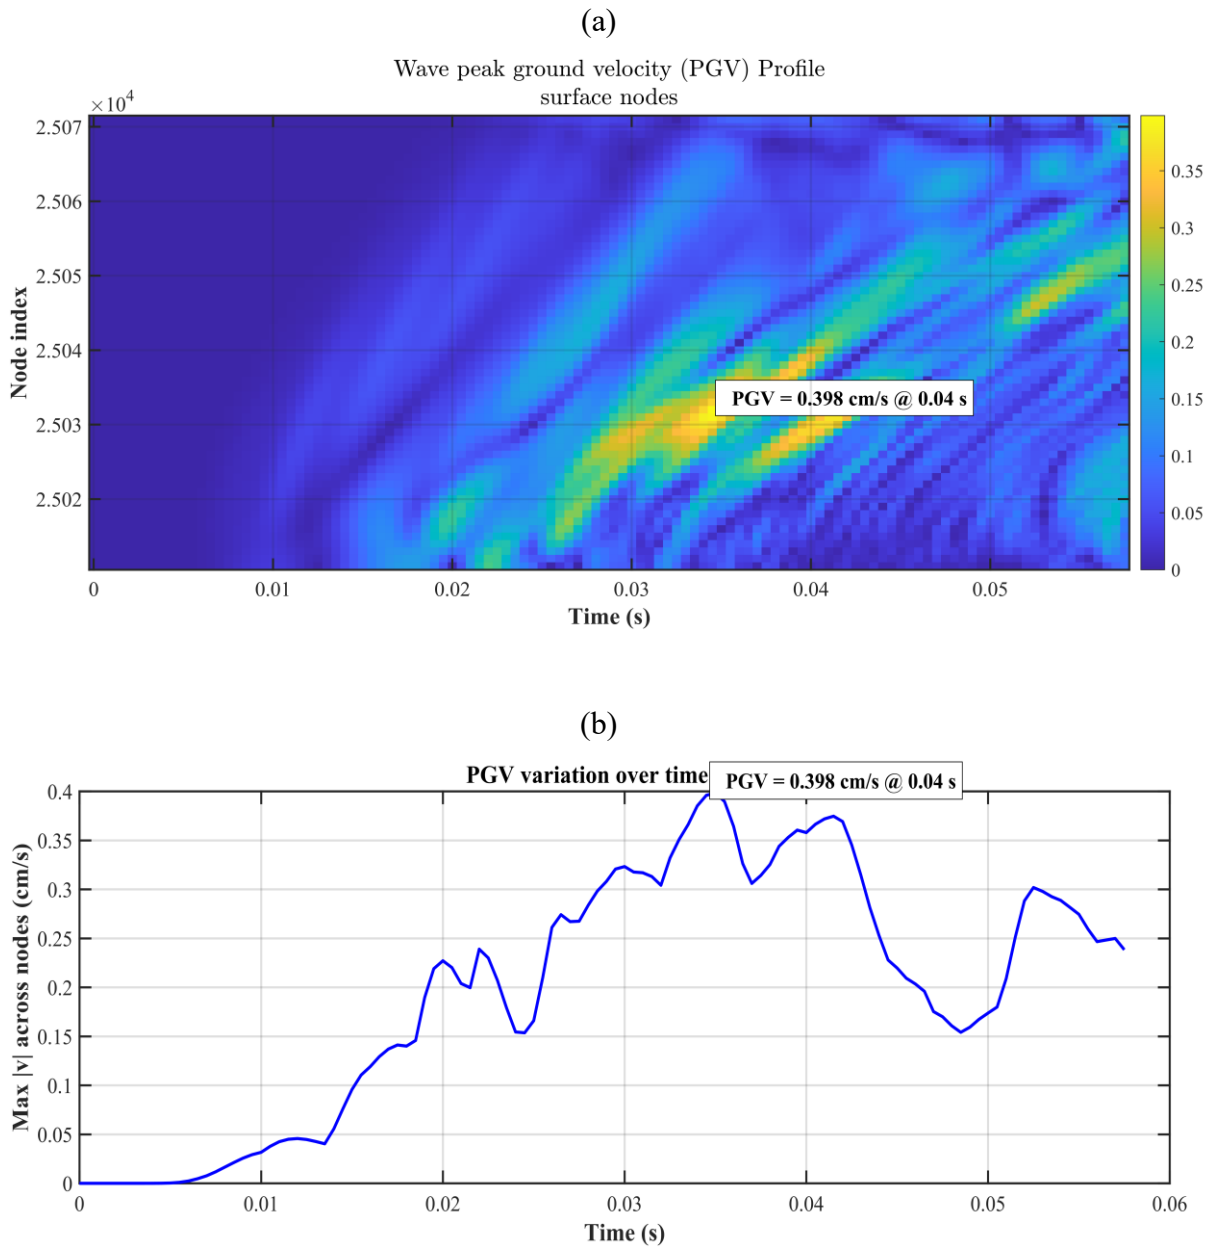 (a)
Wave peak ground velocity (PGV) Profile
surface nodes
×10⁴
2.507
2.506
2.505
2.504
2.503
2.502
Node index
PGV = 0.398 cm/s @ 0.04 s
0.35
0.3
0.25
0.2
0.15
0.1
0.05
0
0 0.01 0.02 0.03 0.04 0.05
Time (s)
(b)
PGV variation over time
PGV = 0.398 cm/s @ 0.04 s
0.4
0.35
0.3
0.25
0.2
0.15
0.1
0.05
0
Max |v| across nodes (cm/s)
0 0.01 0.02 0.03 0.04 0.05 0.06
Time (s)